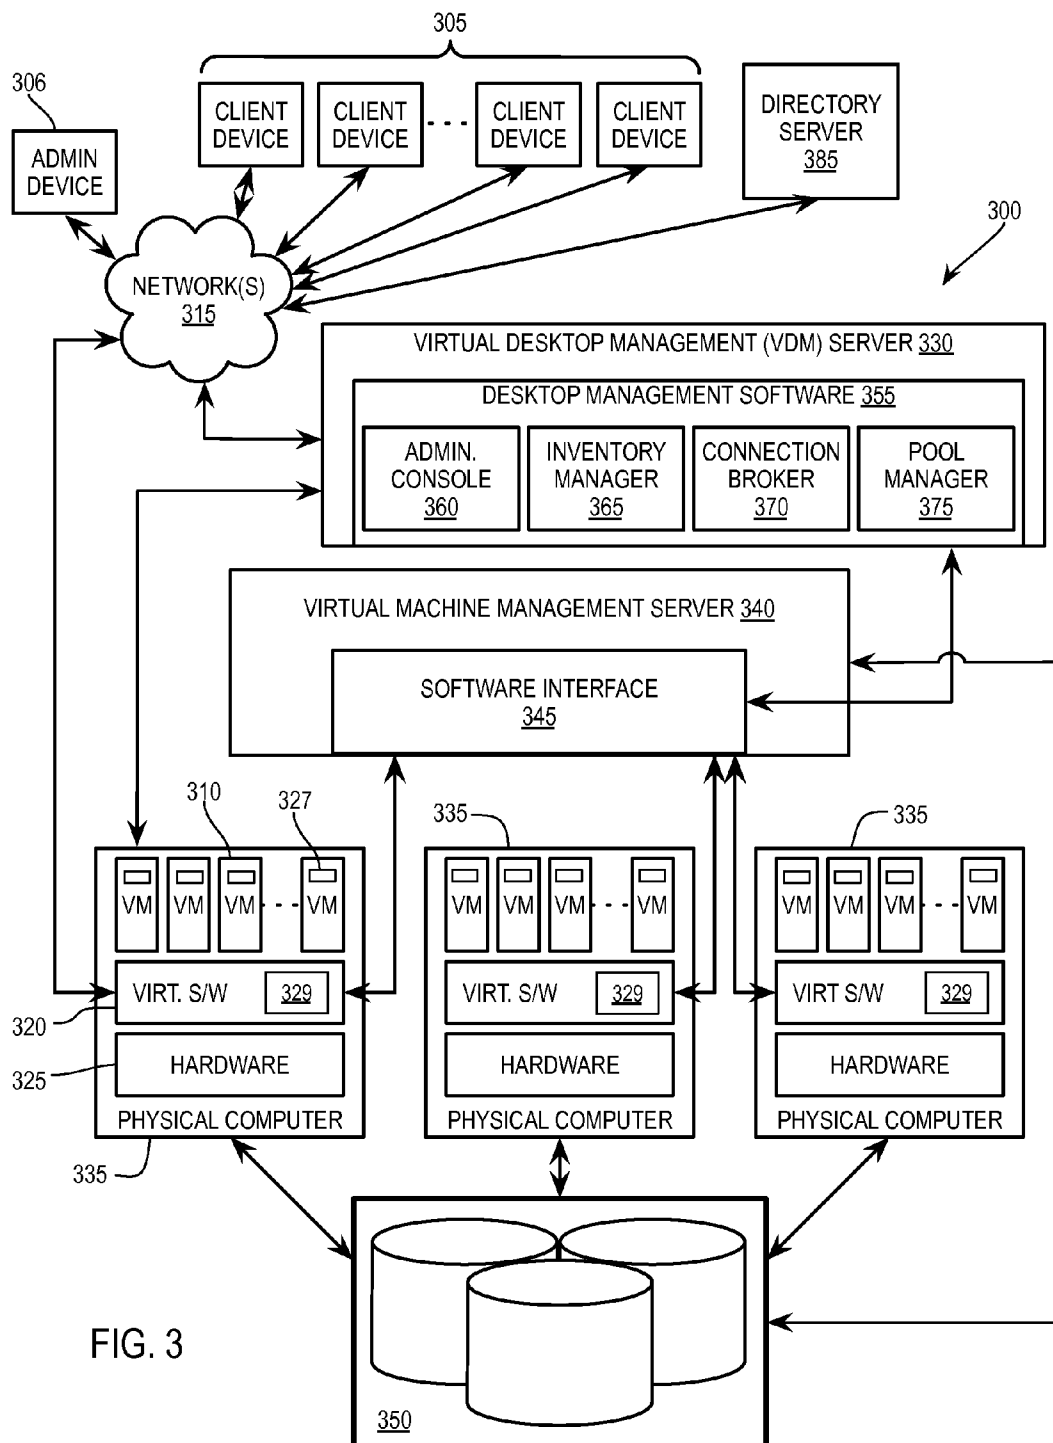 305
306
CLIENT
DEVICE
CLIENT
DEVICE
CLIENT
DEVICE
CLIENT
DEVICE
DIRECTORY
SERVER
385
ADMIN
DEVICE
300
NETWORK(S)
315
VIRTUAL DESKTOP MANAGEMENT (VDM) SERVER 330
DESKTOP MANAGEMENT SOFTWARE 355
ADMIN.
CONSOLE
360
INVENTORY
MANAGER
365
CONNECTION
BROKER
370
POOL
MANAGER
375
VIRTUAL MACHINE MANAGEMENT SERVER 340
SOFTWARE INTERFACE
345
310
327
335
335
VM
VM
VM
VM
VM
VM
VM
VM
VM
VM
VM
VM
VIRT. S/W
329
VIRT. S/W
329
VIRT S/W
329
320
HARDWARE
HARDWARE
HARDWARE
325
PHYSICAL COMPUTER
PHYSICAL COMPUTER
PHYSICAL COMPUTER
335
FIG. 3
350